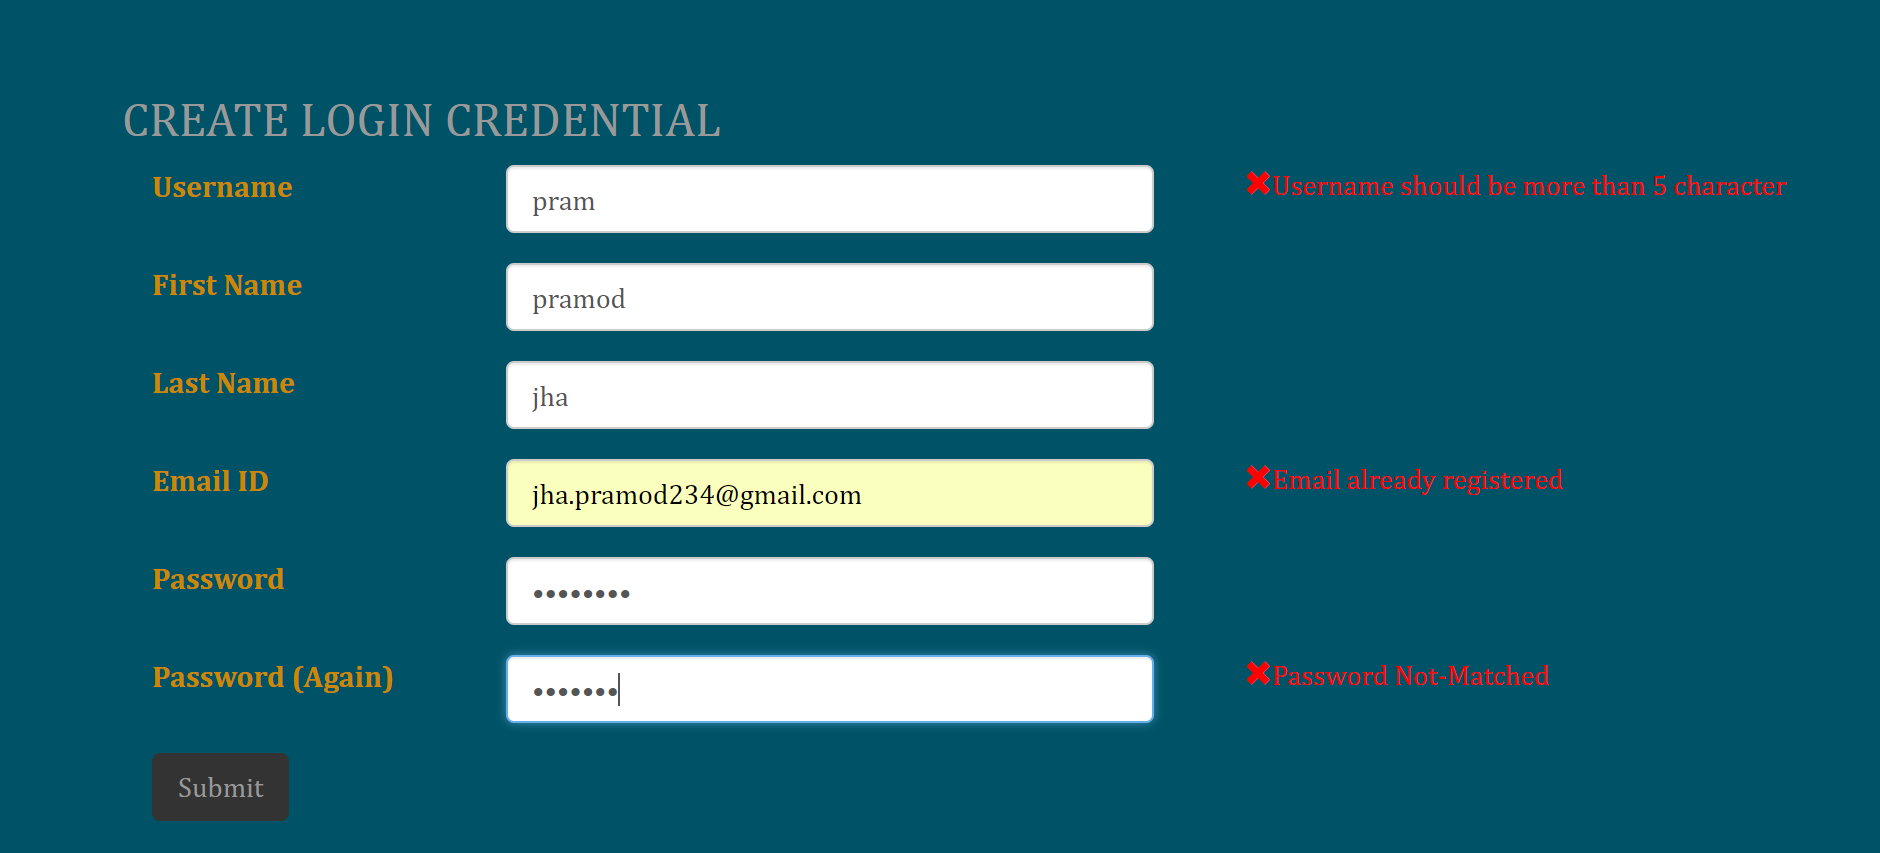 CREATE LOGIN CREDENTIAL
Username pram ✖Username should be more than 5 character
First Name pramod
Last Name jha
Email ID jha.pramod234@gmail.com ✖Email already registered
Password ••••••••
Password (Again) ••••••• ✖Password Not-Matched
Submit